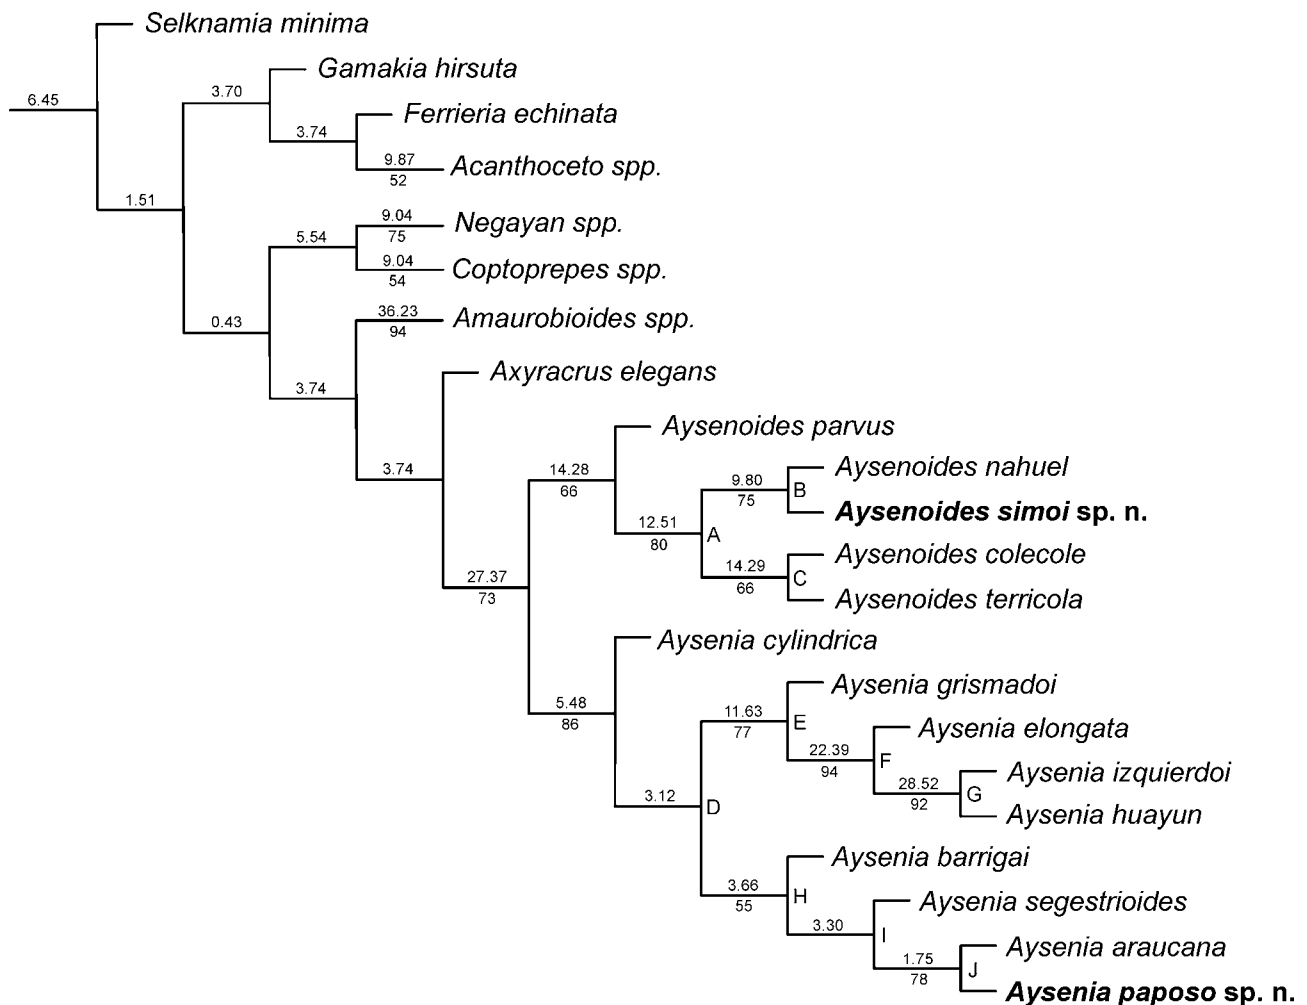 Selknamia minima
Gamakia hirsuta
3.70
6.45
Ferrieria echinata
3.74
9.87
52
Acanthoceto spp.
1.51
9.04
75
Negayan spp.
5.54
9.04
54
Coptoprepes spp.
36.23
94
Amaurobioides spp.
0.43
Axyracrus elegans
3.74
Aysenoides parvus
3.74
14.28
66
Aysenoides nahuel
9.80
75
B
Aysenoides simoi sp. n.
12.51
80
A
Aysenoides colecole
14.29
66
C
27.37
73
Aysenoides terricola
Aysenia cylindrica
Aysenia grismadoi
5.48
86
11.63
77
E
Aysenia elongata
22.39
94
F
Aysenia izquierdoi
28.52
92
G
3.12
D
Aysenia huayun
Aysenia barrigai
3.66
55
H
Aysenia segestrioides
3.30
I
Aysenia araucana
1.75
78
J
Aysenia paposo sp. n.